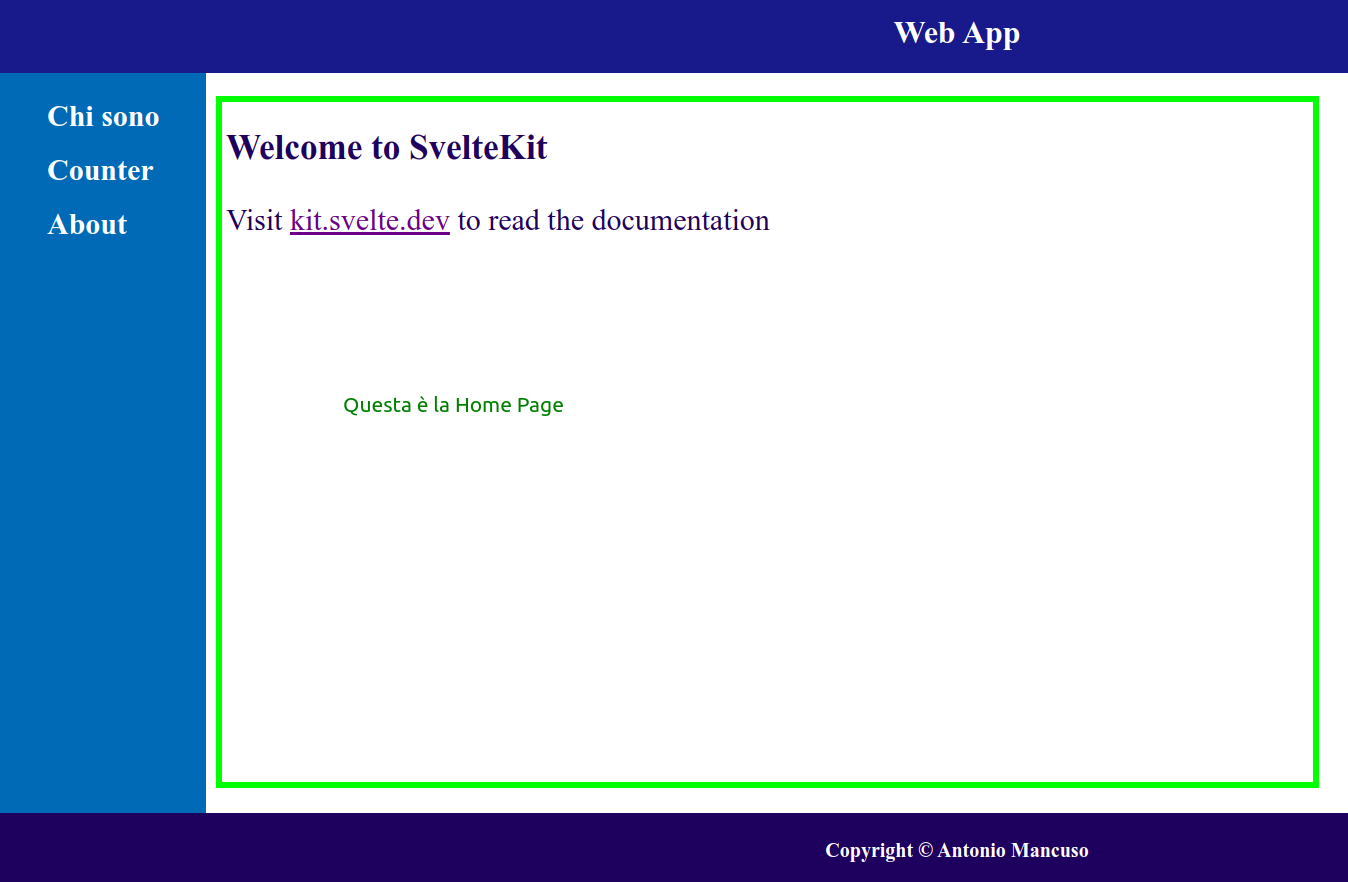 Web App
Chi sono
Counter
About
Welcome to SvelteKit
Visit kit.svelte.dev to read the documentation
Questa è la Home Page
Copyright © Antonio Mancuso